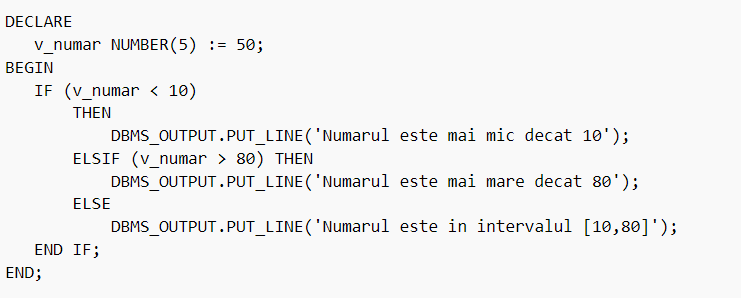 DECLARE
   v_numar NUMBER(5) := 50;
BEGIN
   IF (v_numar < 10)
       THEN
           DBMS_OUTPUT.PUT_LINE('Numarul este mai mic decat 10');
       ELSIF (v_numar > 80) THEN
           DBMS_OUTPUT.PUT_LINE('Numarul este mai mare decat 80');
       ELSE
           DBMS_OUTPUT.PUT_LINE('Numarul este in intervalul [10,80]');
   END IF;
END;